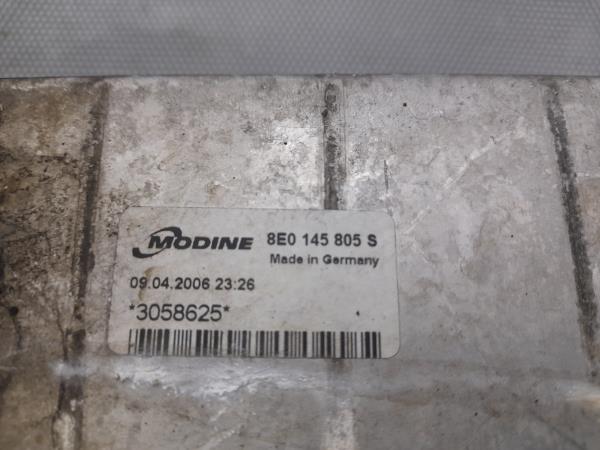 MODINE 8E0 145 805 S
Made in Germany
09.04.2006 23:26
*3058625*